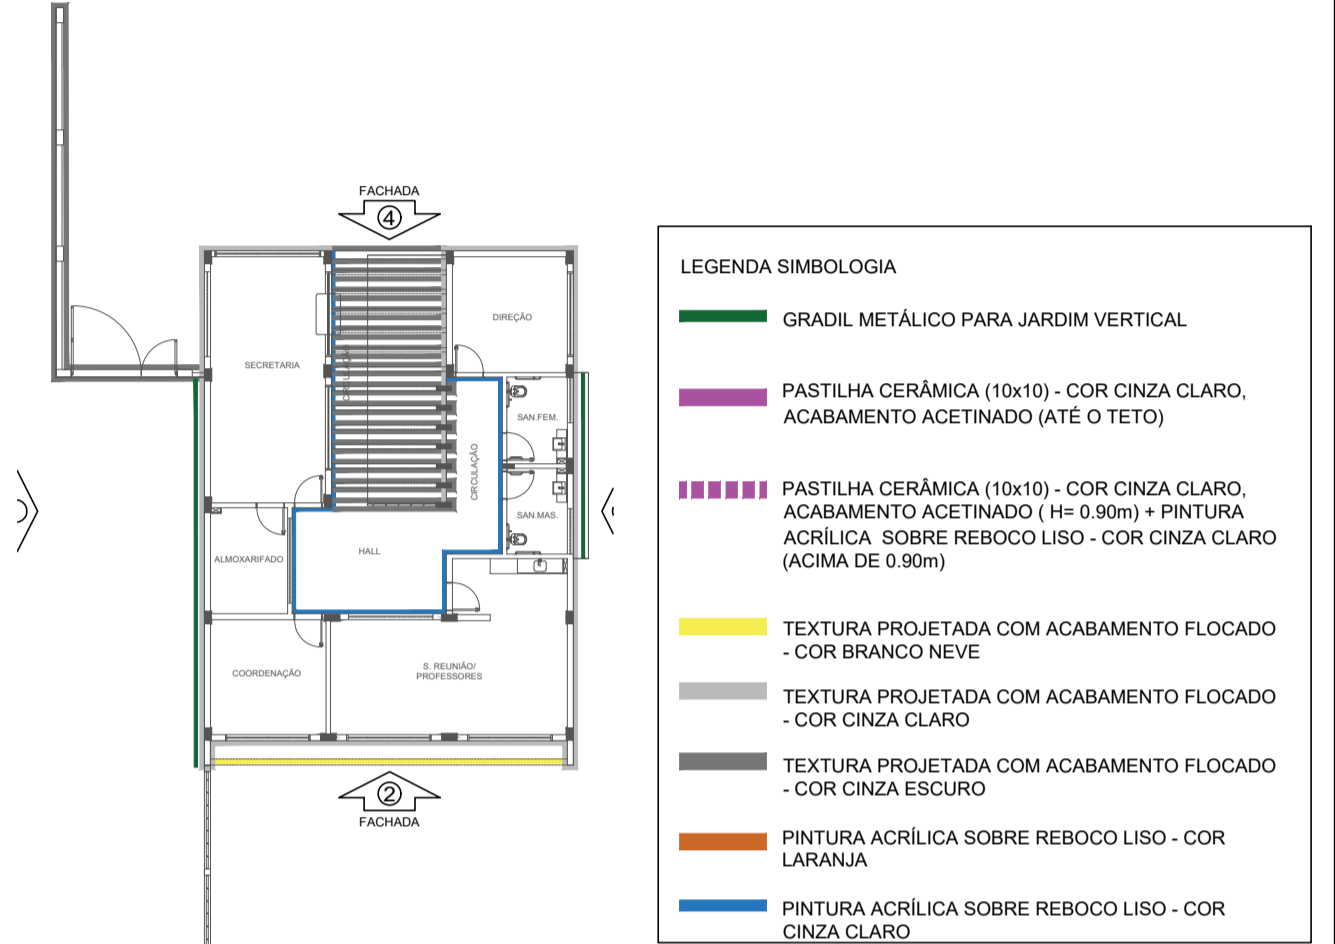 FACHADA
4
DIREÇÃO
SECRETARIA
CIRCULAÇÃO
SAN.FEM.
CIRCULAÇÃO
SAN.MAS.
HALL
ALMOXARIFADO
COORDENAÇÃO
S. REUNIÃO/
PROFESSORES
2
FACHADA
LEGENDA SIMBOLOGIA
GRADIL METÁLICO PARA JARDIM VERTICAL
PASTILHA CERÂMICA (10x10) - COR CINZA CLARO,
ACABAMENTO ACETINADO (ATÉ O TETO)
PASTILHA CERÂMICA (10x10) - COR CINZA CLARO,
ACABAMENTO ACETINADO ( H= 0.90m) + PINTURA
ACRÍLICA SOBRE REBOCO LISO - COR CINZA CLARO
(ACIMA DE 0.90m)
TEXTURA PROJETADA COM ACABAMENTO FLOCADO
- COR BRANCO NEVE
TEXTURA PROJETADA COM ACABAMENTO FLOCADO
- COR CINZA CLARO
TEXTURA PROJETADA COM ACABAMENTO FLOCADO
- COR CINZA ESCURO
PINTURA ACRÍLICA SOBRE REBOCO LISO - COR
LARANJA
PINTURA ACRÍLICA SOBRE REBOCO LISO - COR
CINZA CLARO